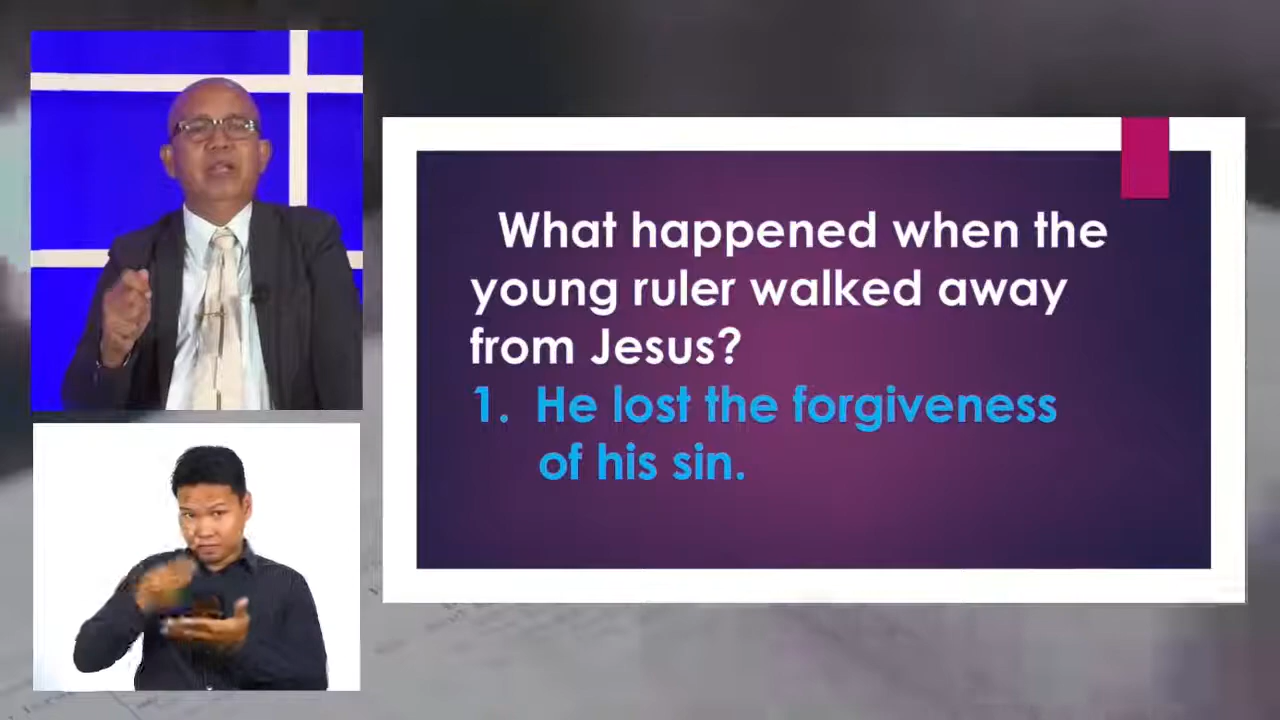 What happened when the
young ruler walked away
from Jesus?
1. He lost the forgiveness
of his sin.